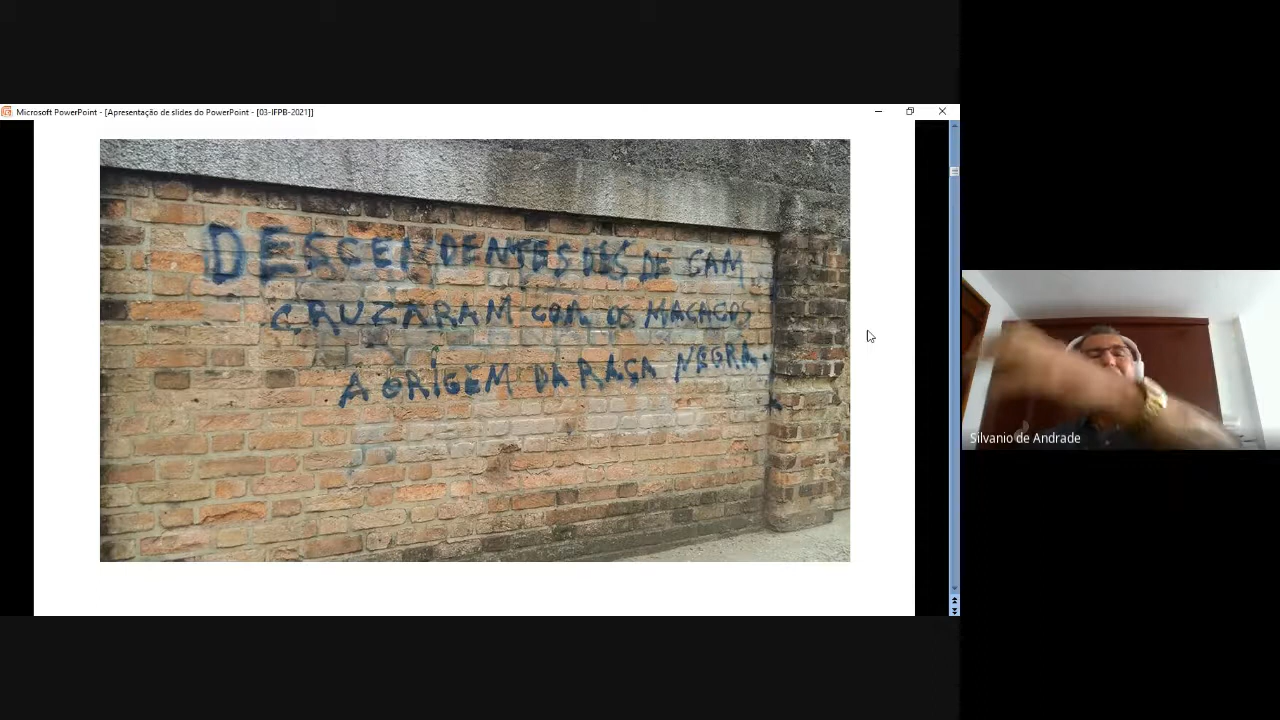 Microsoft PowerPoint - [Apresentação de slides do PowerPoint - [03-IFPB-2021]]
DESCENDENTES DÊS DE CAM,
CRUZARAM COM OS MACACOS
A ORIGEM DA RAÇA NEGRA.
Silvanio de Andrade